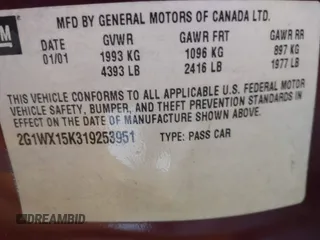 GM
MFD BY GENERAL MOTORS OF CANADA LTD.
DATE GVWR GAWR FRT GAWR RR
01/01 1993 KG 1096 KG 897 KG
4393 LB 2416 LB 1977 LB
THIS VEHICLE CONFORMS TO ALL APPLICABLE U.S. FEDERAL MOTOR
VEHICLE SAFETY, BUMPER, AND THEFT PREVENTION STANDARDS IN
EFFECT ON THE DATE OF MANUFACTURE SHOWN ABOVE.
2G1WX15K319253951 TYPE: PASS CAR
DREAMBID